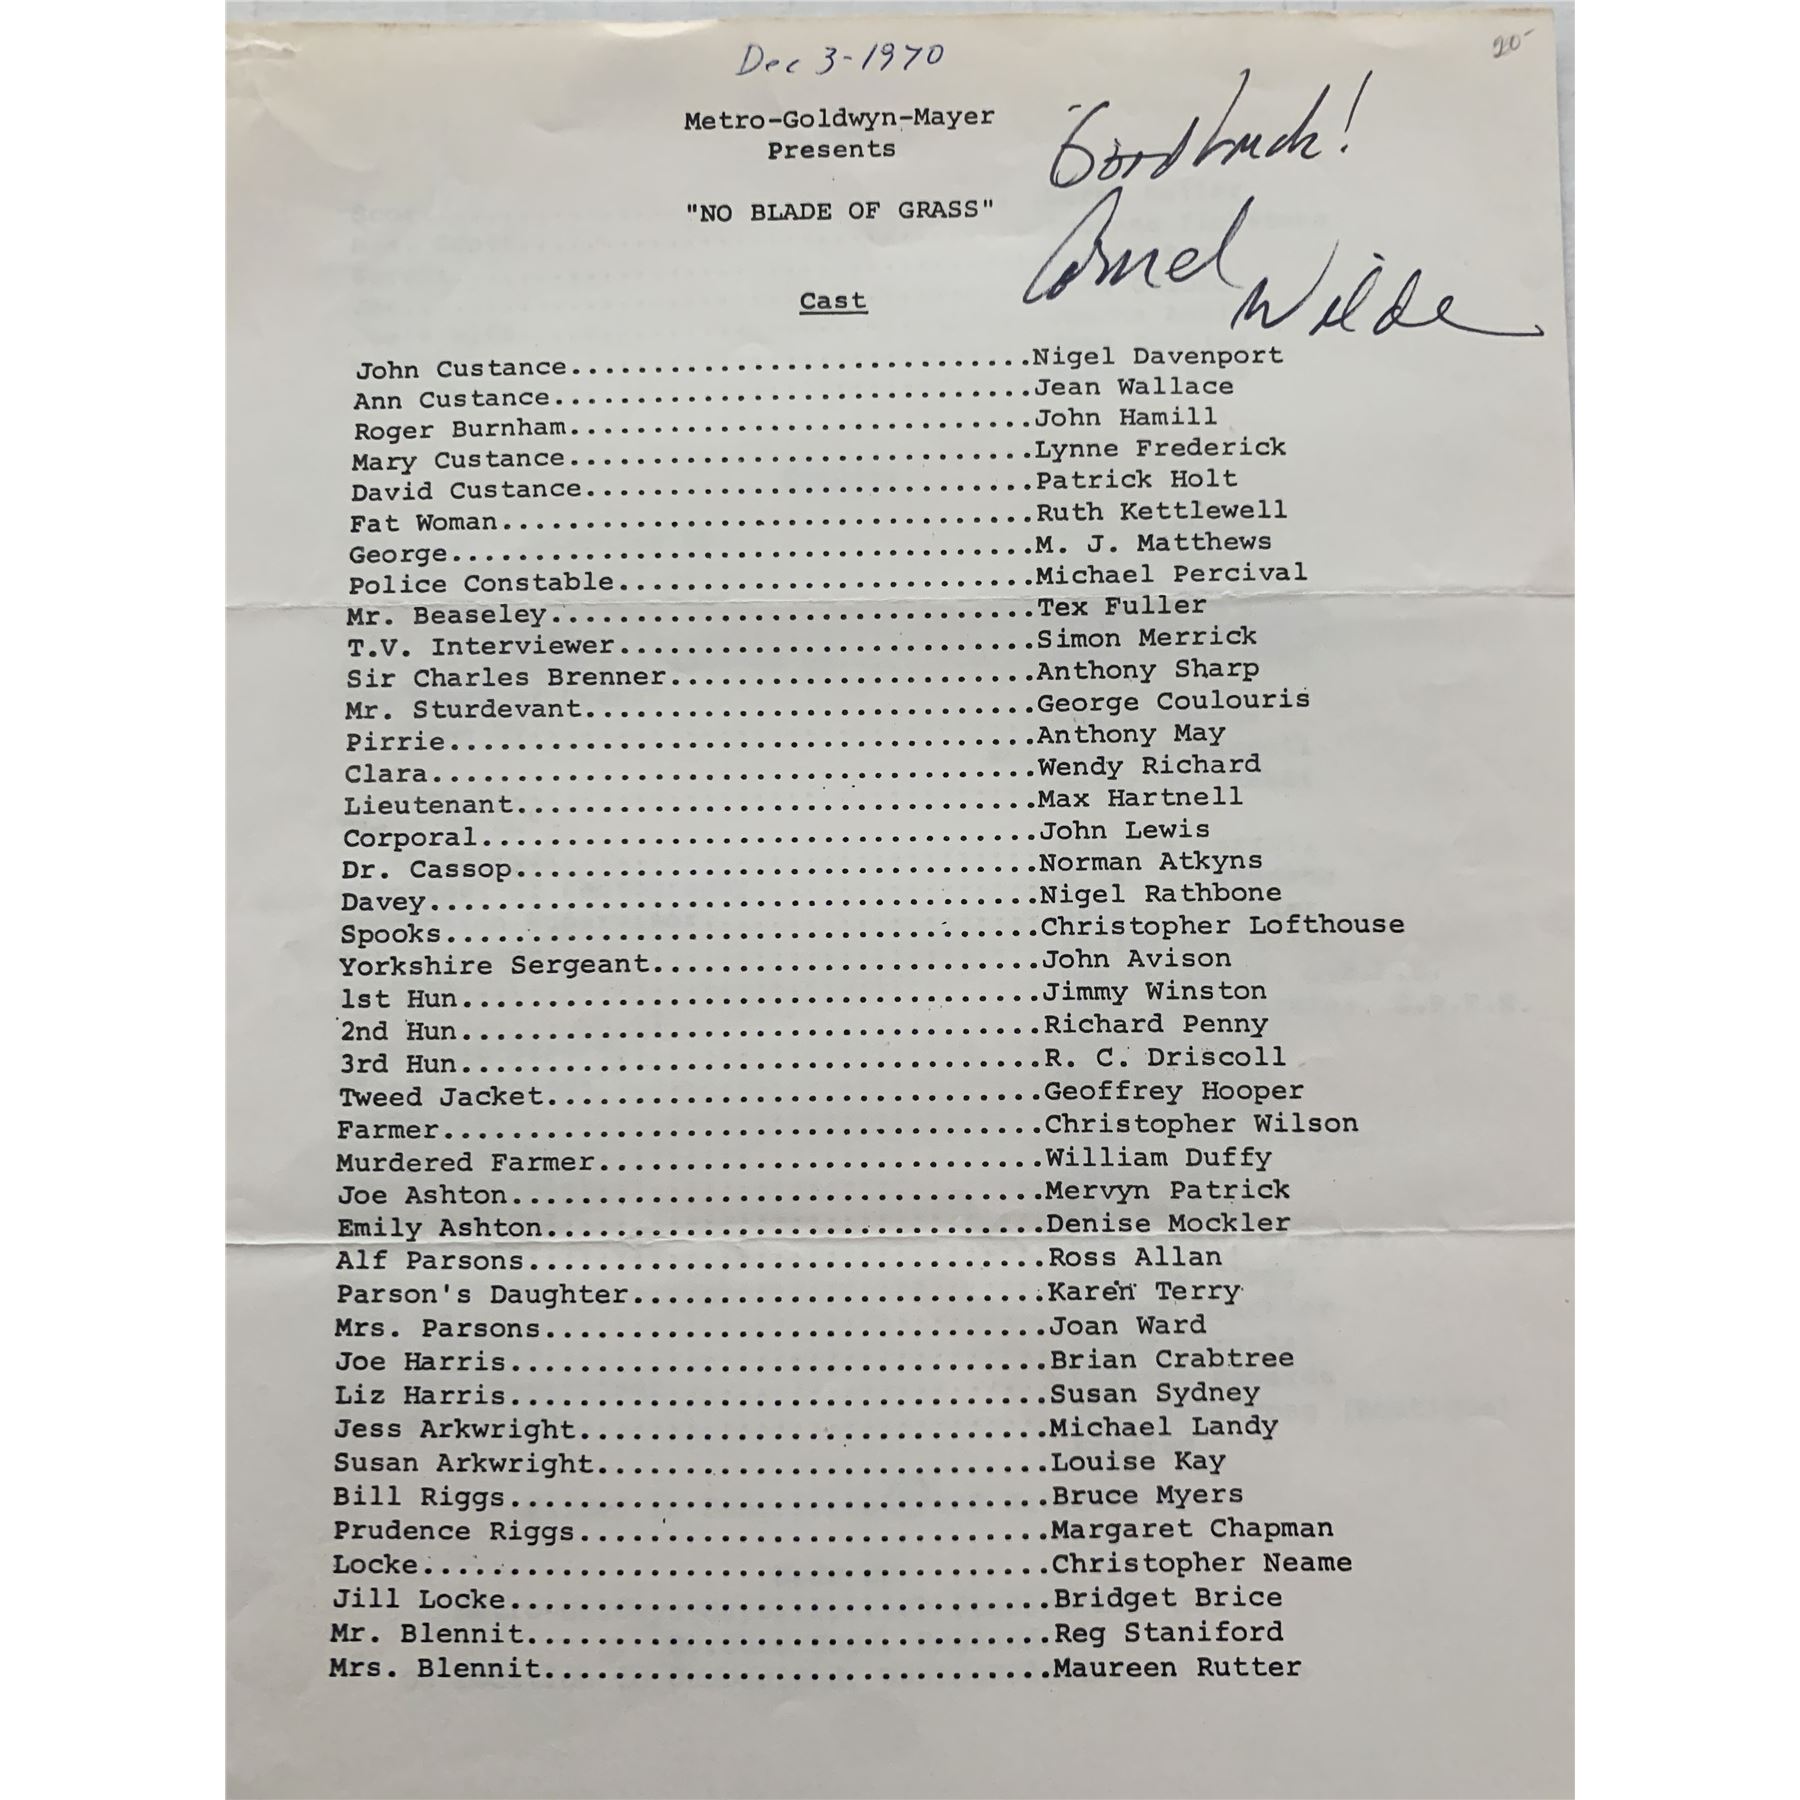 Dec 3-1970
20-
Metro-Goldwyn-Mayer
Presents
Good Luck!
"NO BLADE OF GRASS"
Cornel Wilde
Cast
John Custance............................Nigel Davenport
Ann Custance.............................Jean Wallace
Roger Burnham............................John Hamill
Mary Custance............................Lynne Frederick
David Custance...........................Patrick Holt
Fat Woman................................Ruth Kettlewell
George...................................M. J. Matthews
Police Constable.........................Michael Percival
Mr. Beaseley.............................Tex Fuller
T.V. Interviewer.........................Simon Merrick
Sir Charles Brenner......................Anthony Sharp
Mr. Sturdevant...........................George Coulouris
Pirrie...................................Anthony May
Clara....................................Wendy Richard
Lieutenant...............................Max Hartnell
Corporal.................................John Lewis
Dr. Cassop...............................Norman Atkyns
Davey....................................Nigel Rathbone
Spooks...................................Christopher Lofthouse
Yorkshire Sergeant.......................John Avison
1st Hun..................................Jimmy Winston
2nd Hun..................................Richard Penny
3rd Hun..................................R. C. Driscoll
Tweed Jacket.............................Geoffrey Hooper
Farmer...................................Christopher Wilson
Murdered Farmer..........................William Duffy
Joe Ashton...............................Mervyn Patrick
Emily Ashton.............................Denise Mockler
Alf Parsons..............................Ross Allan
Parson's Daughter........................Karen Terry
Mrs. Parsons.............................Joan Ward
Joe Harris...............................Brian Crabtree
Liz Harris...............................Susan Sydney
Jess Arkwright...........................Michael Landy
Susan Arkwright..........................Louise Kay
Bill Riggs...............................Bruce Myers
Prudence Riggs...........................Margaret Chapman
Locke....................................Christopher Neame
Jill Locke...............................Bridget Brice
Mr. Blennit..............................Reg Staniford
Mrs. Blennit.............................Maureen Rutter